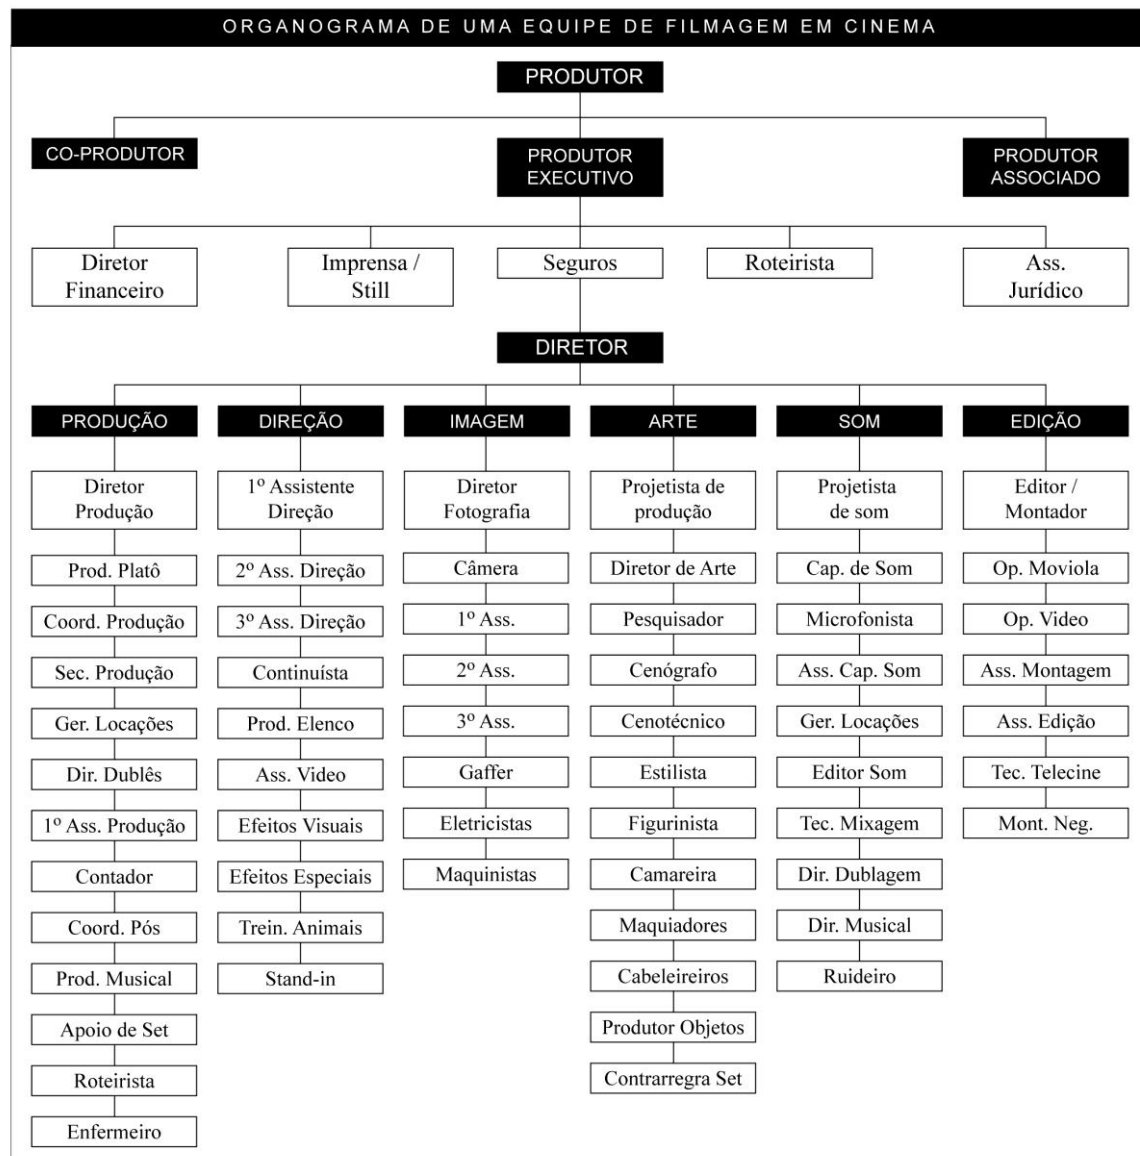 ORGANOGRAMA DE UMA EQUIPE DE FILMAGEM EM CINEMA
PRODUTOR
CO-PRODUTOR
PRODUTOR
EXECUTIVO
PRODUTOR
ASSOCIADO
Diretor
Financeiro
Imprensa /
Still
Seguros
Roteirista
Ass.
Jurídico
DIRETOR
PRODUÇÃO
Diretor
Produção
Prod. Platô
Coord. Produção
Sec. Produção
Ger. Locações
Dir. Dublês
1º Ass. Produção
Contador
Coord. Pós
Prod. Musical
Apoio de Set
Roteirista
Enfermeiro
DIREÇÃO
1º Assistente
Direção
2º Ass. Direção
3º Ass. Direção
Continuísta
Prod. Elenco
Ass. Video
Efeitos Visuais
Efeitos Especiais
Trein. Animais
Stand-in
IMAGEM
Diretor
Fotografia
Câmera
1º Ass.
2º Ass.
3º Ass.
Gaffer
Eletricistas
Maquinistas
ARTE
Projetista de
produção
Diretor de Arte
Pesquisador
Cenógrafo
Cenotécnico
Estilista
Figurinista
Camareira
Maquiadores
Cabeleireiros
Produtor Objetos
Contrarregra Set
SOM
Projetista
de som
Cap. de Som
Microfonista
Ass. Cap. Som
Ger. Locações
Editor Som
Tec. Mixagem
Dir. Dublagem
Dir. Musical
Ruideiro
EDIÇÃO
Editor /
Montador
Op. Moviola
Op. Video
Ass. Montagem
Ass. Edição
Tec. Telecine
Mont. Neg.